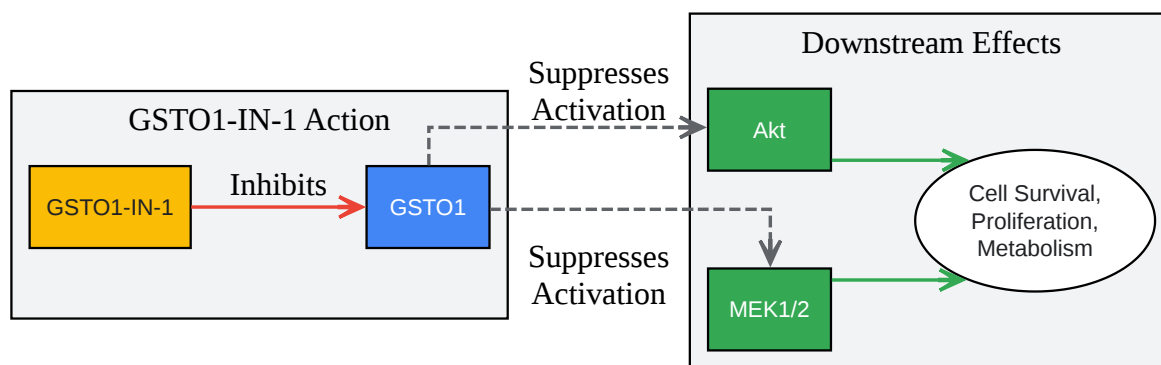 GSTO1-IN-1 Action
GSTO1-IN-1
Inhibits
GSTO1
Suppresses
Activation
Suppresses
Activation
Downstream Effects
Akt
MEK1/2
Cell Survival,
Proliferation,
Metabolism